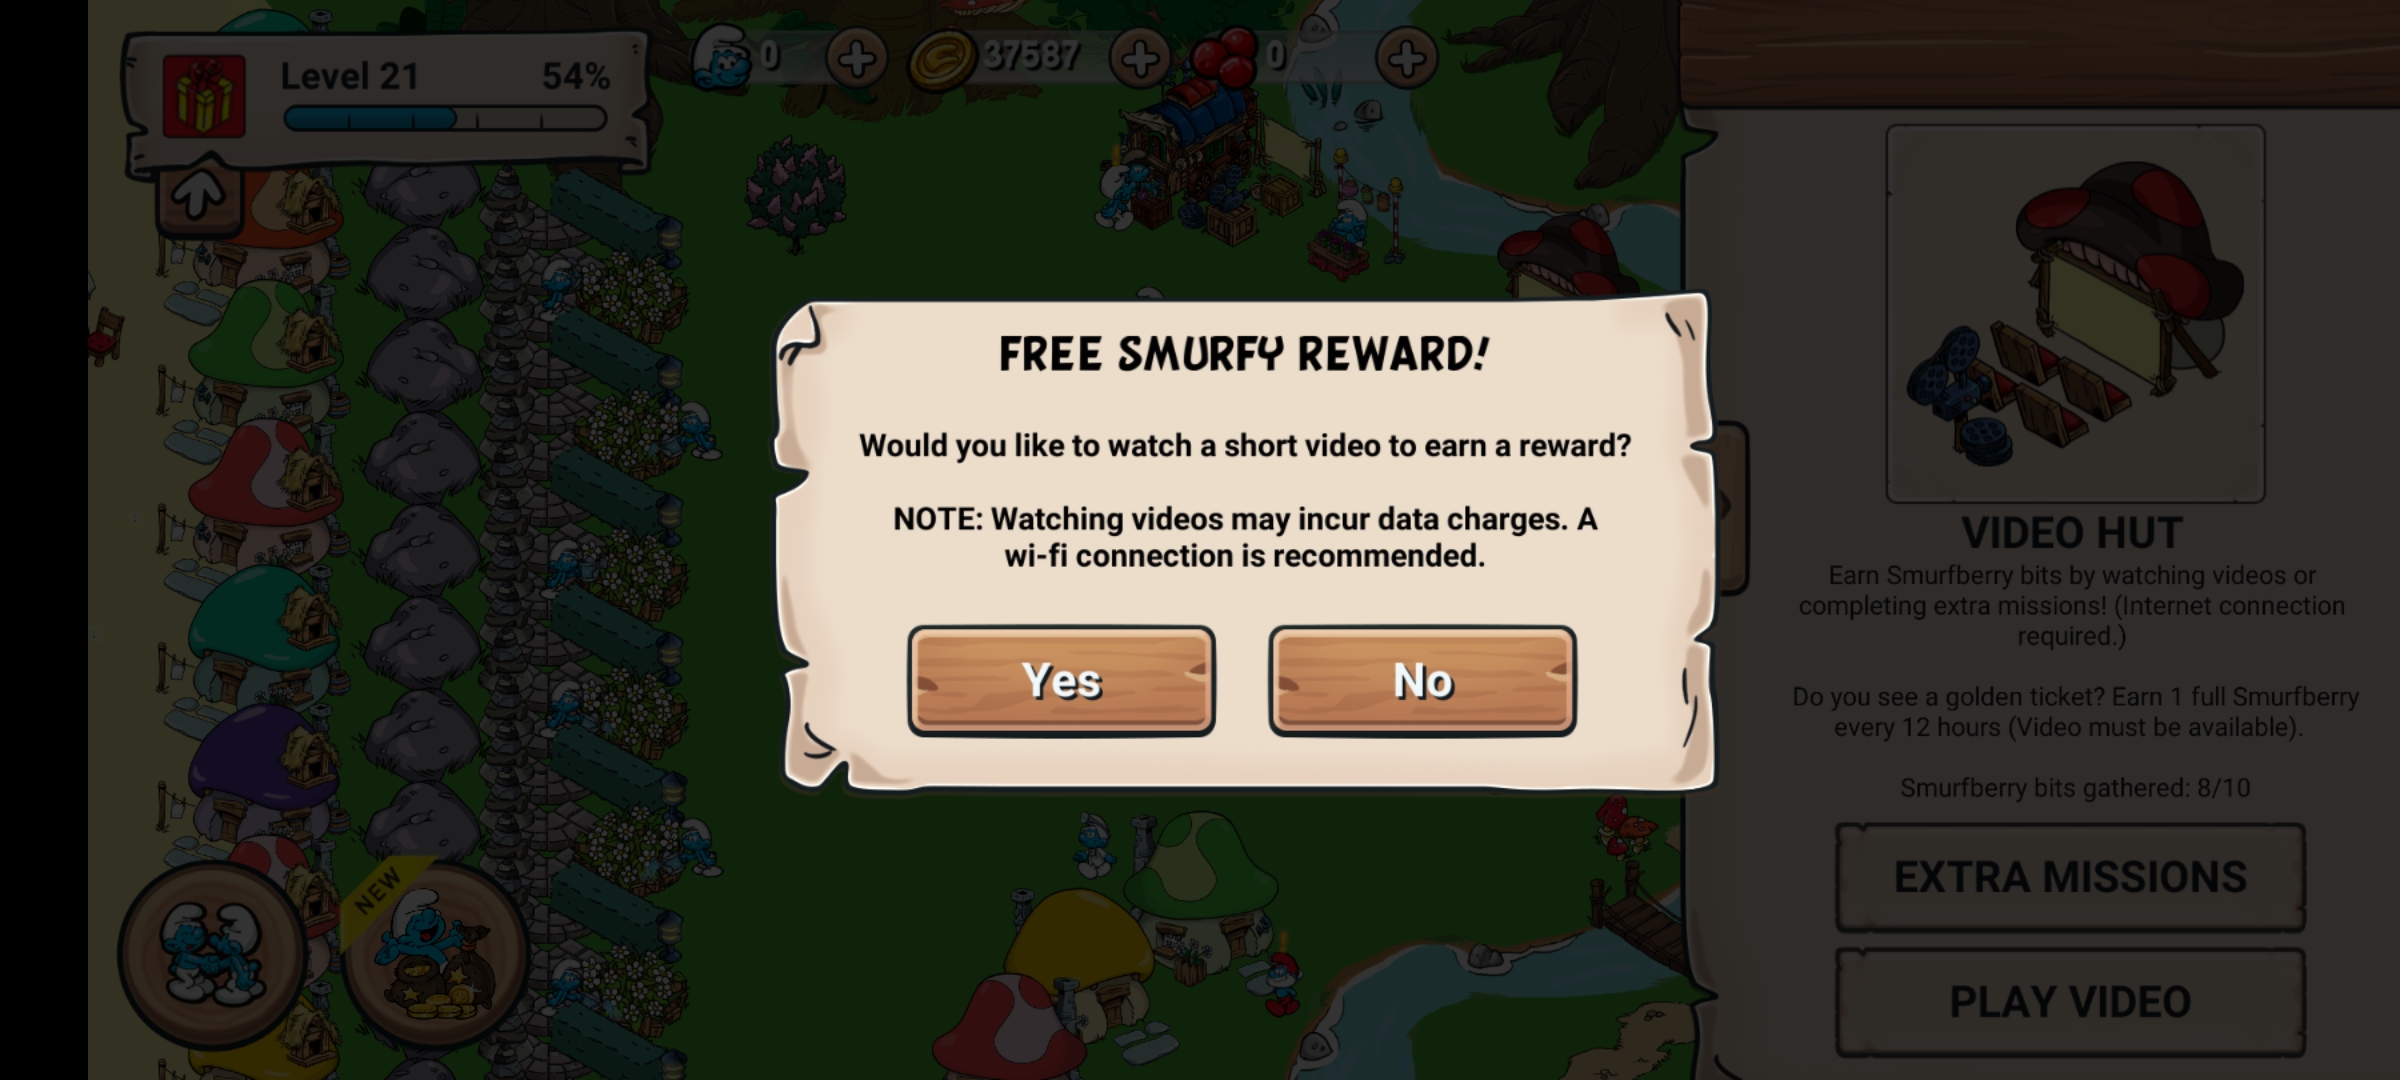 Level 21 54%
0 37587 0
FREE SMURFY REWARD!
Would you like to watch a short video to earn a reward?
NOTE: Watching videos may incur data charges. A
wi-fi connection is recommended.
Yes No
VIDEO HUT
Earn Smurfberry bits by watching videos or
completing extra missions! (Internet connection
required.)
Do you see a golden ticket? Earn 1 full Smurfberry
every 12 hours (Video must be available).
Smurfberry bits gathered: 8/10
EXTRA MISSIONS
PLAY VIDEO
NEW